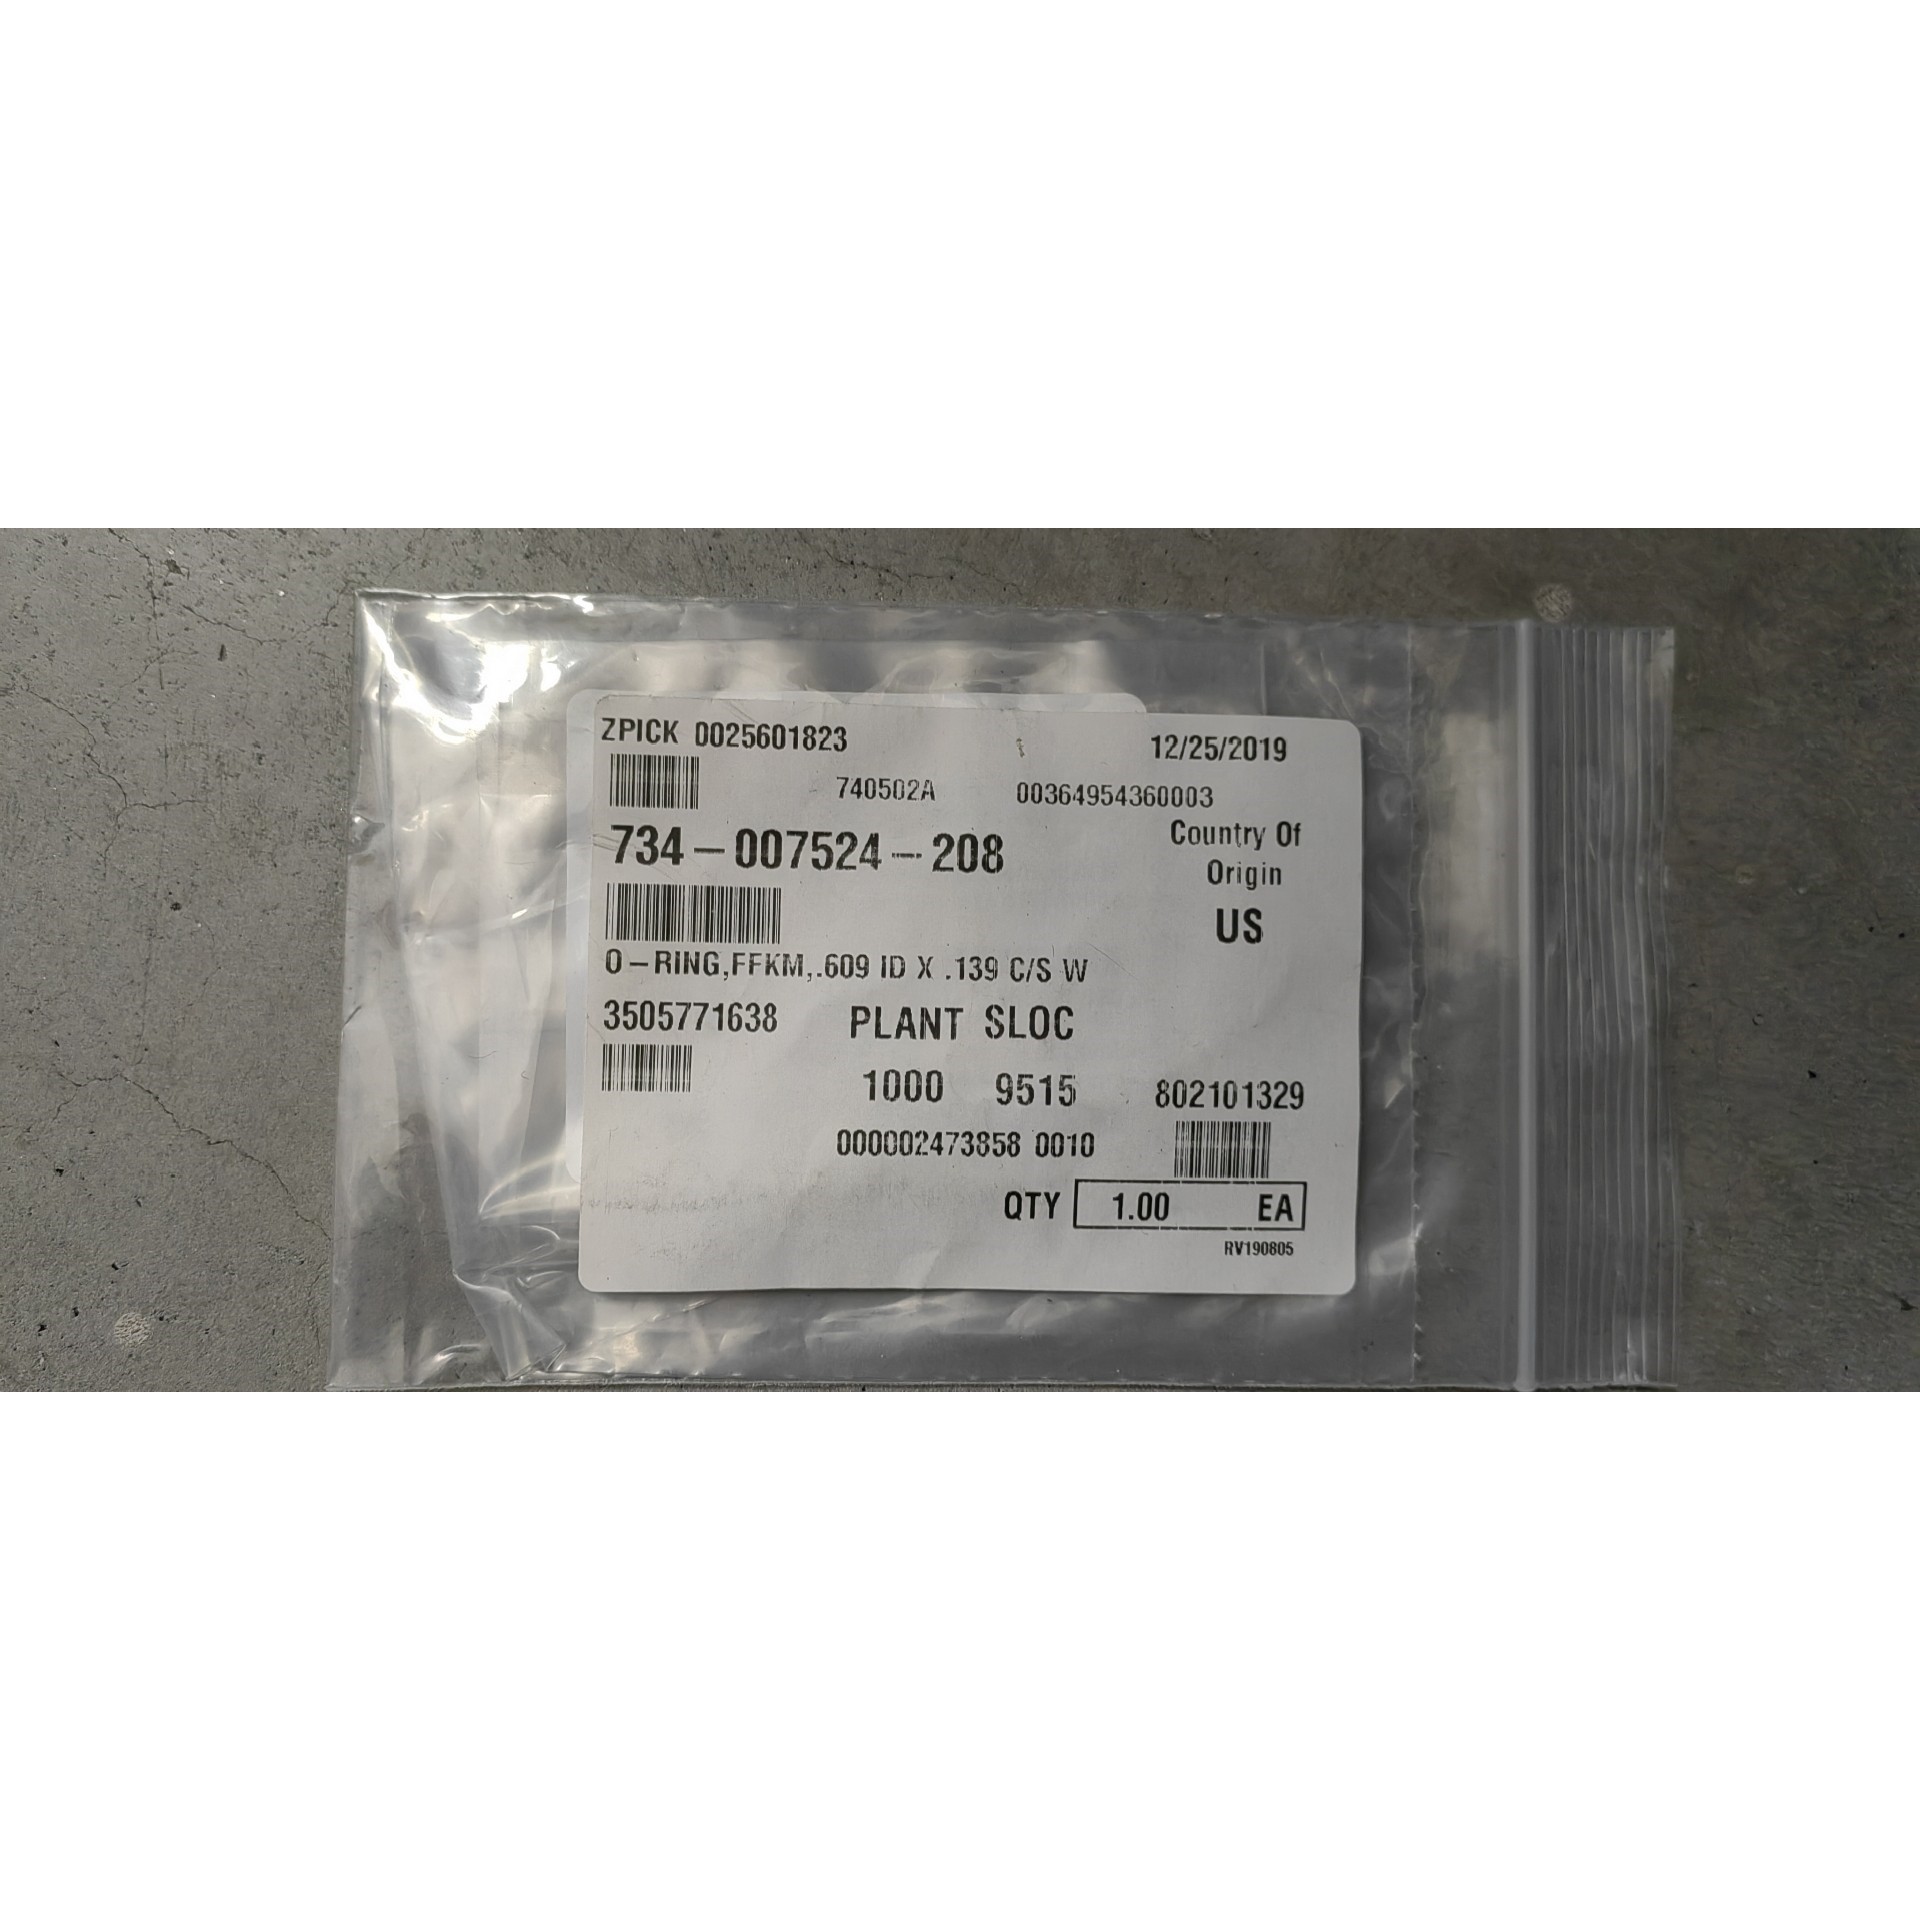 ZPICK 0025601823 12/25/2019
740502A 00364954360003
734-007524-208
Country Of
Origin
US
O-RING,FFKM,.609 ID X .139 C/S W
3505771638 PLANT SLOC
1000 9515 802101329
000002473858 0010
QTY 1.00 EA
RV190805